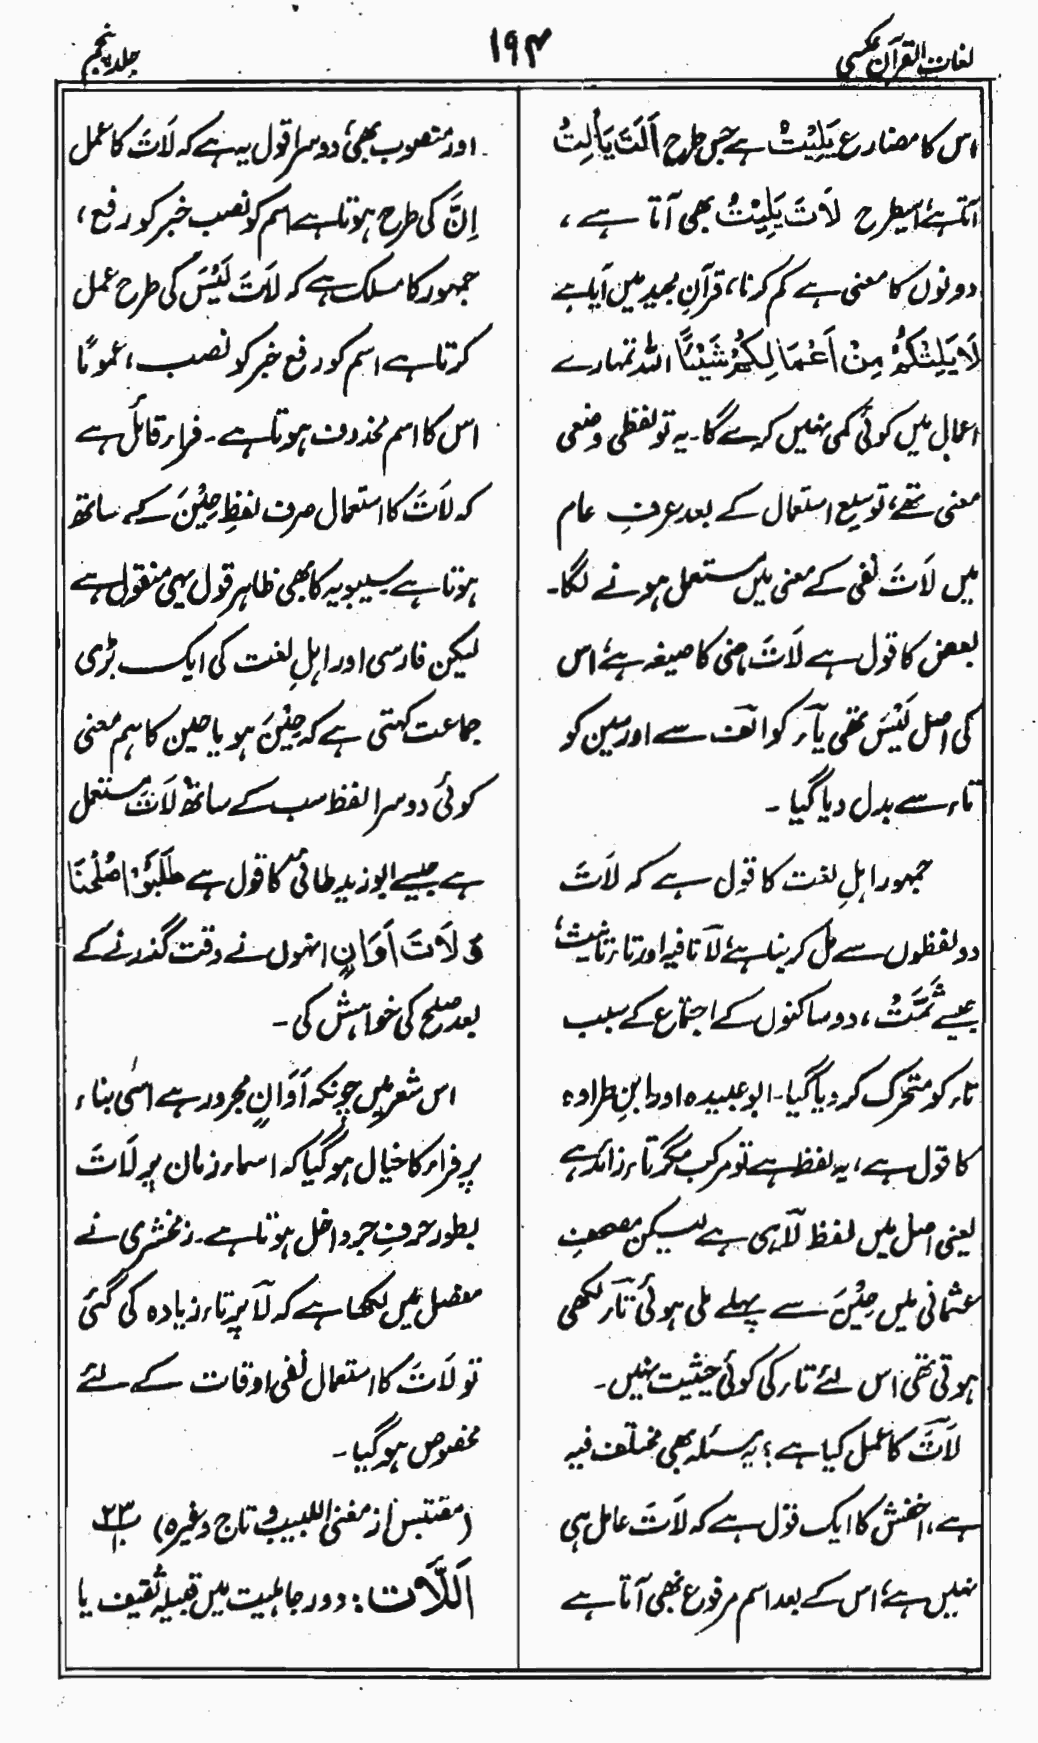 لغات القرآن عکسی
۱۹۴
جلد پنجم
اس کا مضارع یَلِیْتُ ہے جس طرح اَلَتَ یَأْلِتُ
آتا ہے، اسیطرح لَاتَ یَلِیْتُ بھی آتا ہے،
دونوں کا معنی ہے کم کرنا، قرآنِ مجید میں آیا ہے
لَا یَلِتْکُمْ مِنْ اَعْمَالِکُمْ شَیْئًا اللہ تمہارے
اعمال میں کوئی کمی نہیں کرے گا۔ یہ تو لفظی وضعی
معنی تھے، توسیع استعمال کے بعد عرفِ عام
میں لَاتَ نفی کے معنی میں مستعمل ہونے لگا۔
بعض کا قول ہے لَاتَ ماضی کا صیغہ ہے، اس
کی اصل لَیْسَ تھی یآء کو الف سے اور سین کو
تاء سے بدل دیا گیا۔
جمہور اہلِ لغت کا قول ہے کہ لَاتَ
دو لفظوں سے مل کر بنا ہے، لَا نافیہ اور تاء تانیث،
جیسے ثَمَّتْ، دو ساکنوں کے اجتماع کے سبب
تاء کو متحرک کر دیا گیا۔ ابو عبیدہ اور ابنِ طراوہ
کا قول ہے، یہ لفظ ہے تو مرکب مگر تاء زائد ہے
یعنی اصل میں لفظ لَا ہی ہے لیکن مصحفِ
عثمانی میں حِیْنَ سے پہلے ملی ہوئی تآء لکھی
ہوتی تھی اس لئے تاء کی کوئی حیثیت نہیں۔
لَاتَ کا عمل کیا ہے؟ یہ مسئلہ بھی مختلف فیہ
ہے، اخفش کا ایک قول ہے کہ لَاتَ عامل ہی
نہیں ہے، اس کے بعد اسم مرفوع بھی آتا ہے
اور منصوب بھی، دوسرا قول یہ ہے کہ لَاتَ کا عمل
اِنَّ کی طرح ہوتا ہے اسم کو نصب خبر کو رفع،
جمہور کا مسلک ہے کہ لَاتَ لَیْسَ کی طرح عمل
کرتا ہے اسم کو رفع خبر کو نصب، عمومًا
اس کا اسم محذوف ہوتا ہے۔ فراء قائل ہے
کہ لَاتَ کا استعمال صرف لفظِ حِیْنَ کے ساتھ
ہوتا ہے سیبویہ کا بھی ظاہر قول یہی منقول ہے
لیکن فارسی اور اہلِ لغت کی ایک بڑی
جماعت کہتی ہے کہ حِیْنَ ہو یا حین کا ہم معنی
کوئی دوسرا لفظ سب کے ساتھ لَاتَ مستعمل
ہے جیسے ابو زبید طائی کا قول ہے طَلَبُوْا صُلْحَنَا
وَ لَاتَ اَوَانٍ انہوں نے وقت گذرنے کے
بعد صلح کی خواہش کی۔
اس شعر میں چونکہ اَوَانٍ مجرور ہے اسی بناء
پر فراء کا خیال ہو گیا کہ اسماء زمان پر لَاتَ
بطور حرفِ جر داخل ہوتا ہے۔ زمخشری نے
مفصل میں لکھا ہے کہ لَا پر تاء زیادہ کی گئی
تو لَاتَ کا استعمال نفی اوقات کے لئے
مخصوص ہو گیا۔
(مقتبس از مغنی اللبیب و تاج وغیرہ) ۲۳
اَللَّات: دور جاہلیت میں قبیلہ ثقیف یا